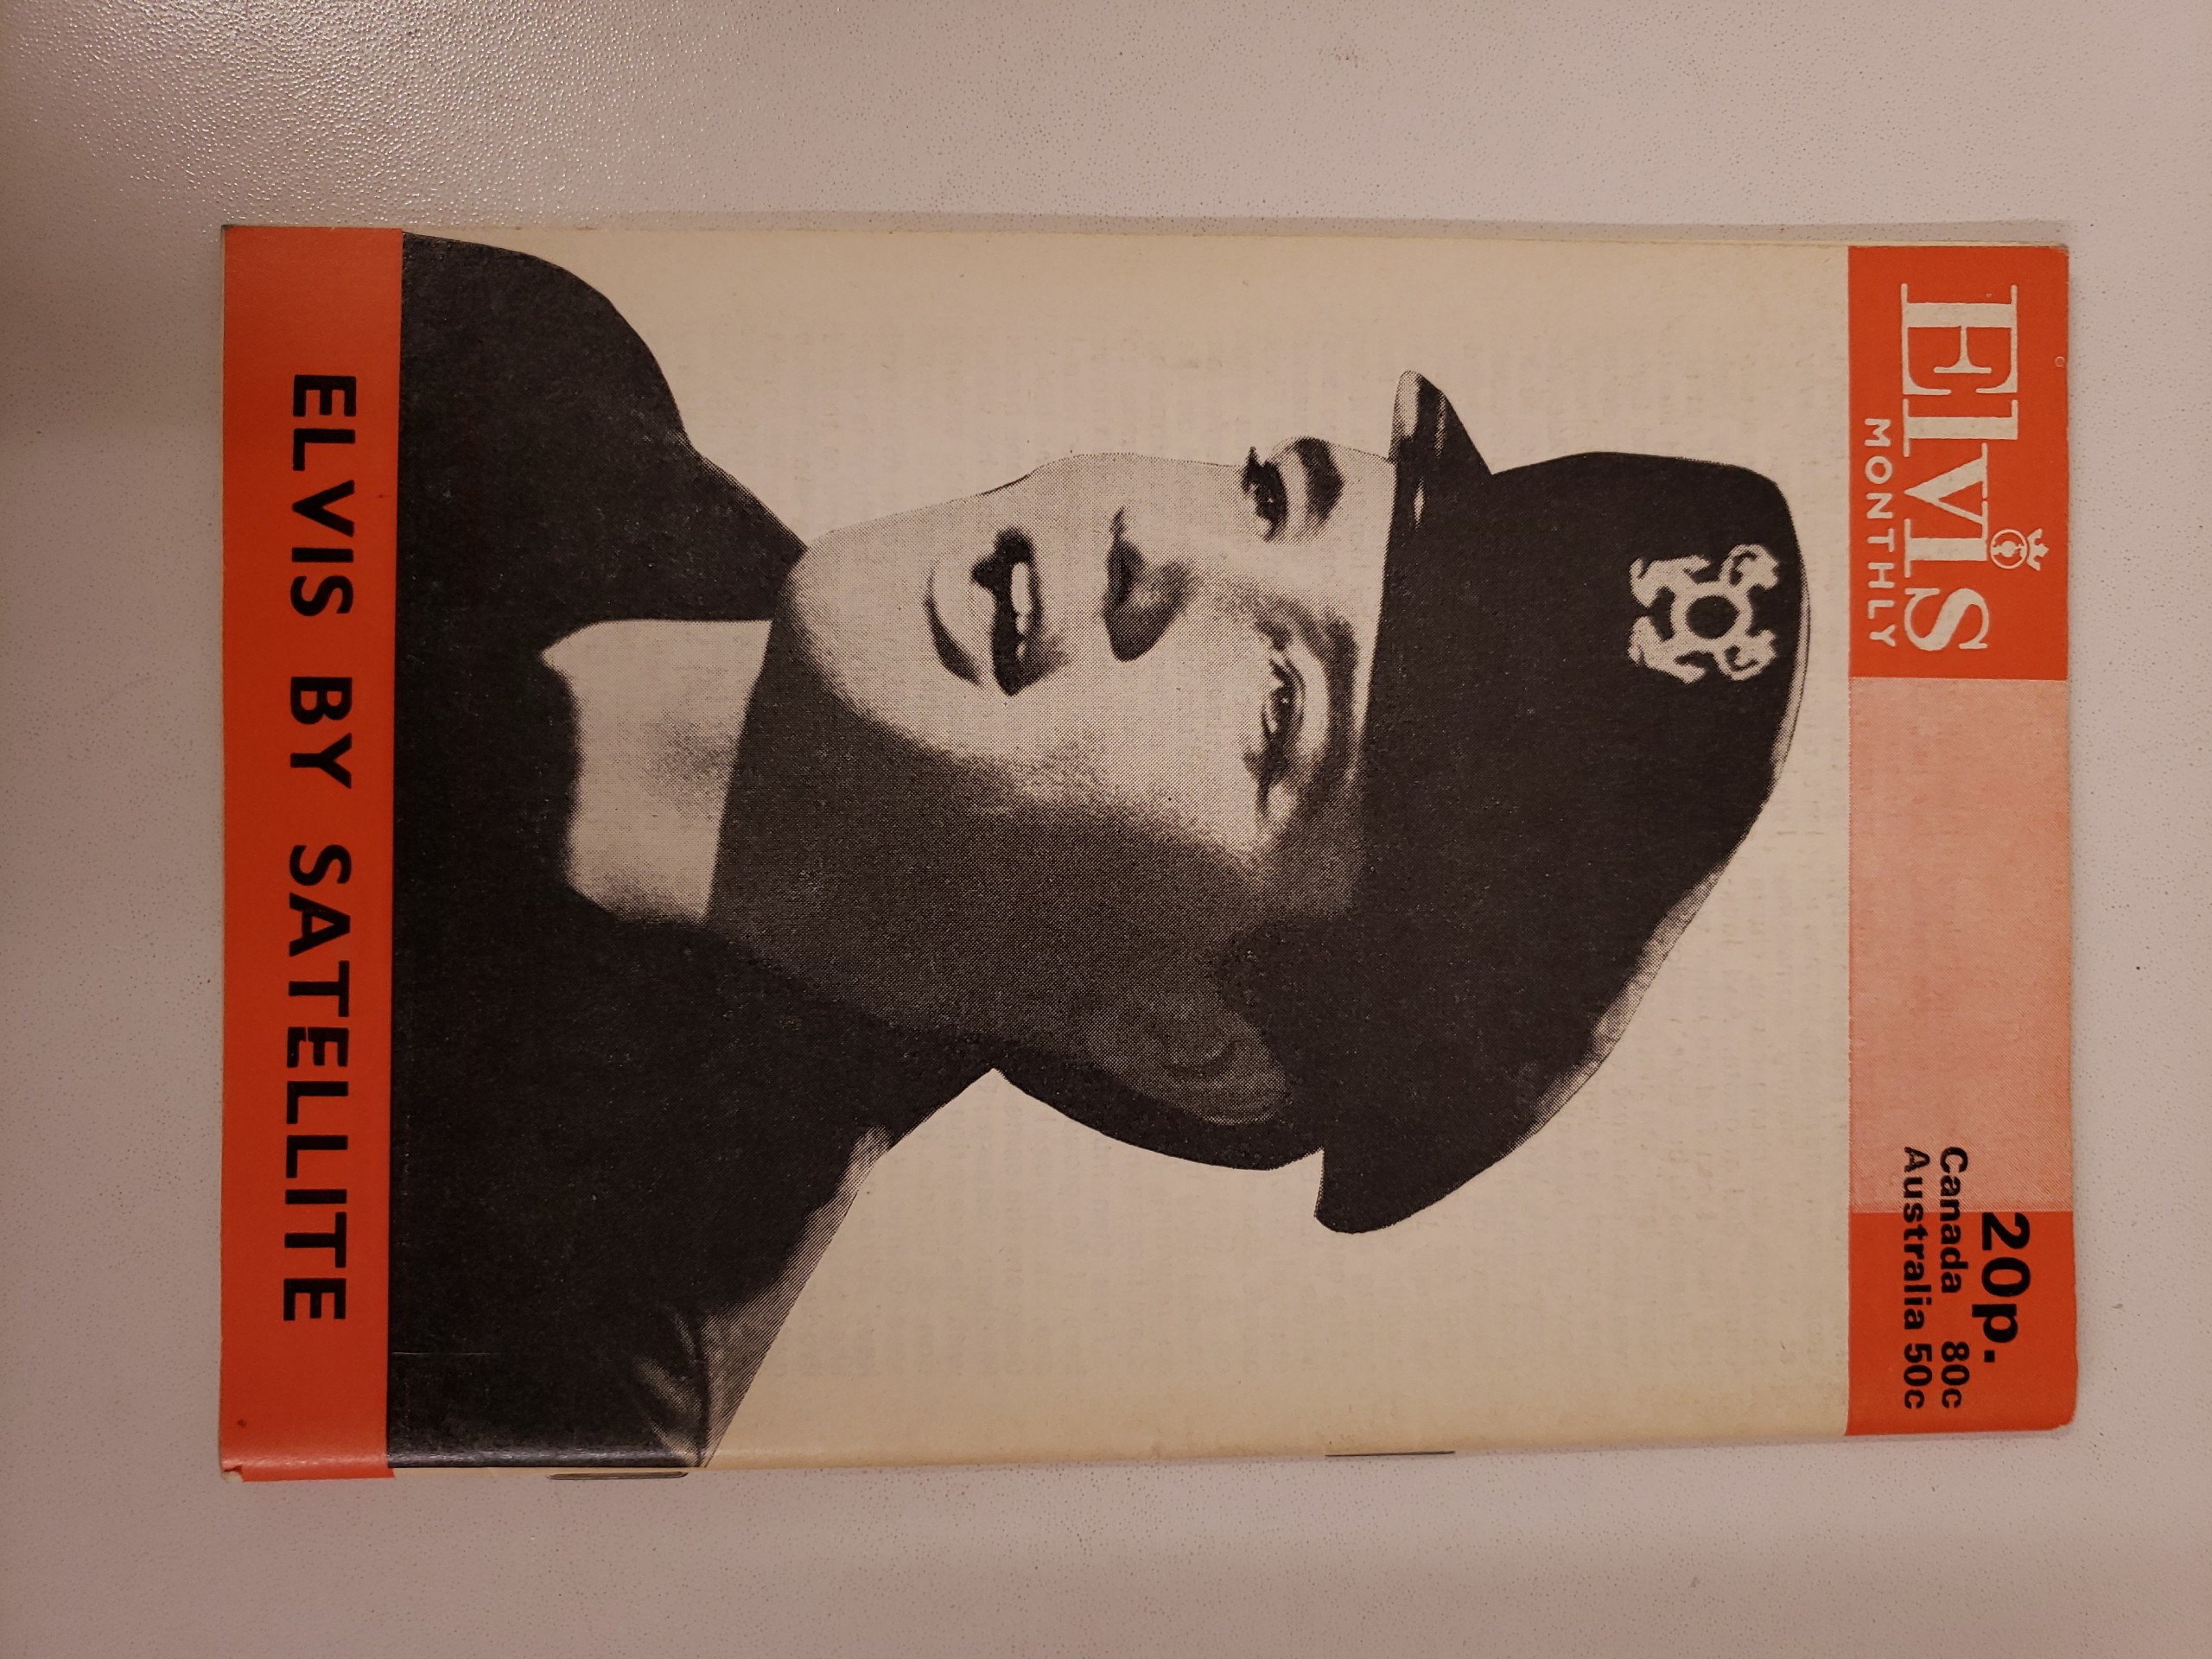 ELVIS
MONTHLY
20p.
Canada 80c
Australia 50c
ELVIS BY SATELLITE